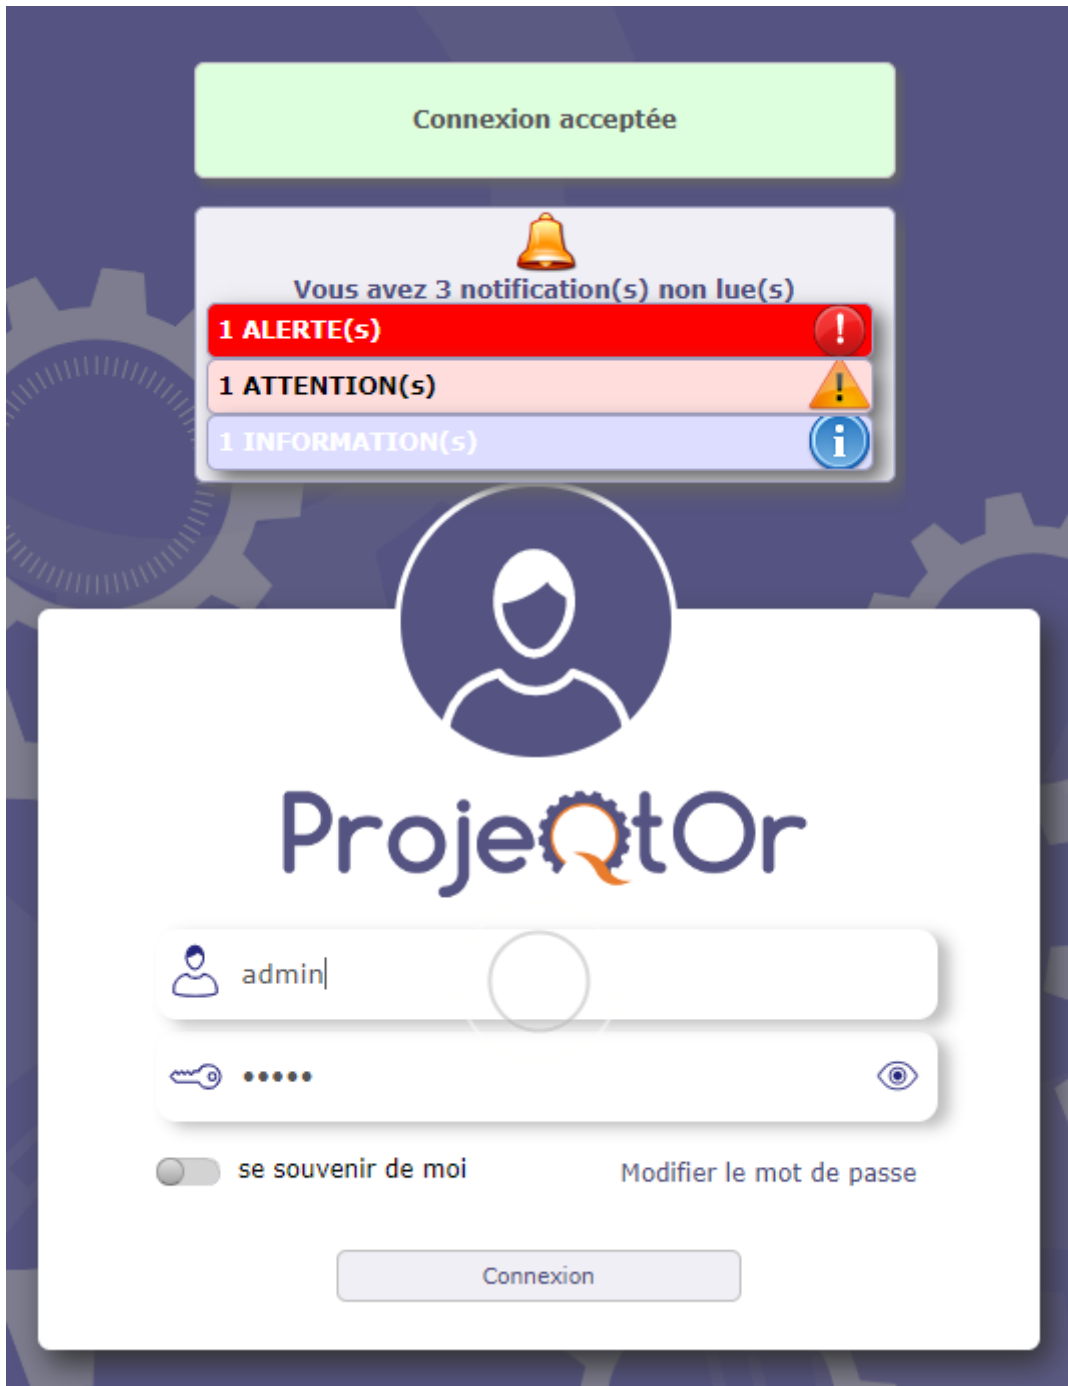 Connexion acceptée
Vous avez 3 notification(s) non lue(s)
1 ALERTE(s)
1 ATTENTION(s)
1 INFORMATION(s)
ProjeQtOr
admin
•••••
se souvenir de moi
Modifier le mot de passe
Connexion